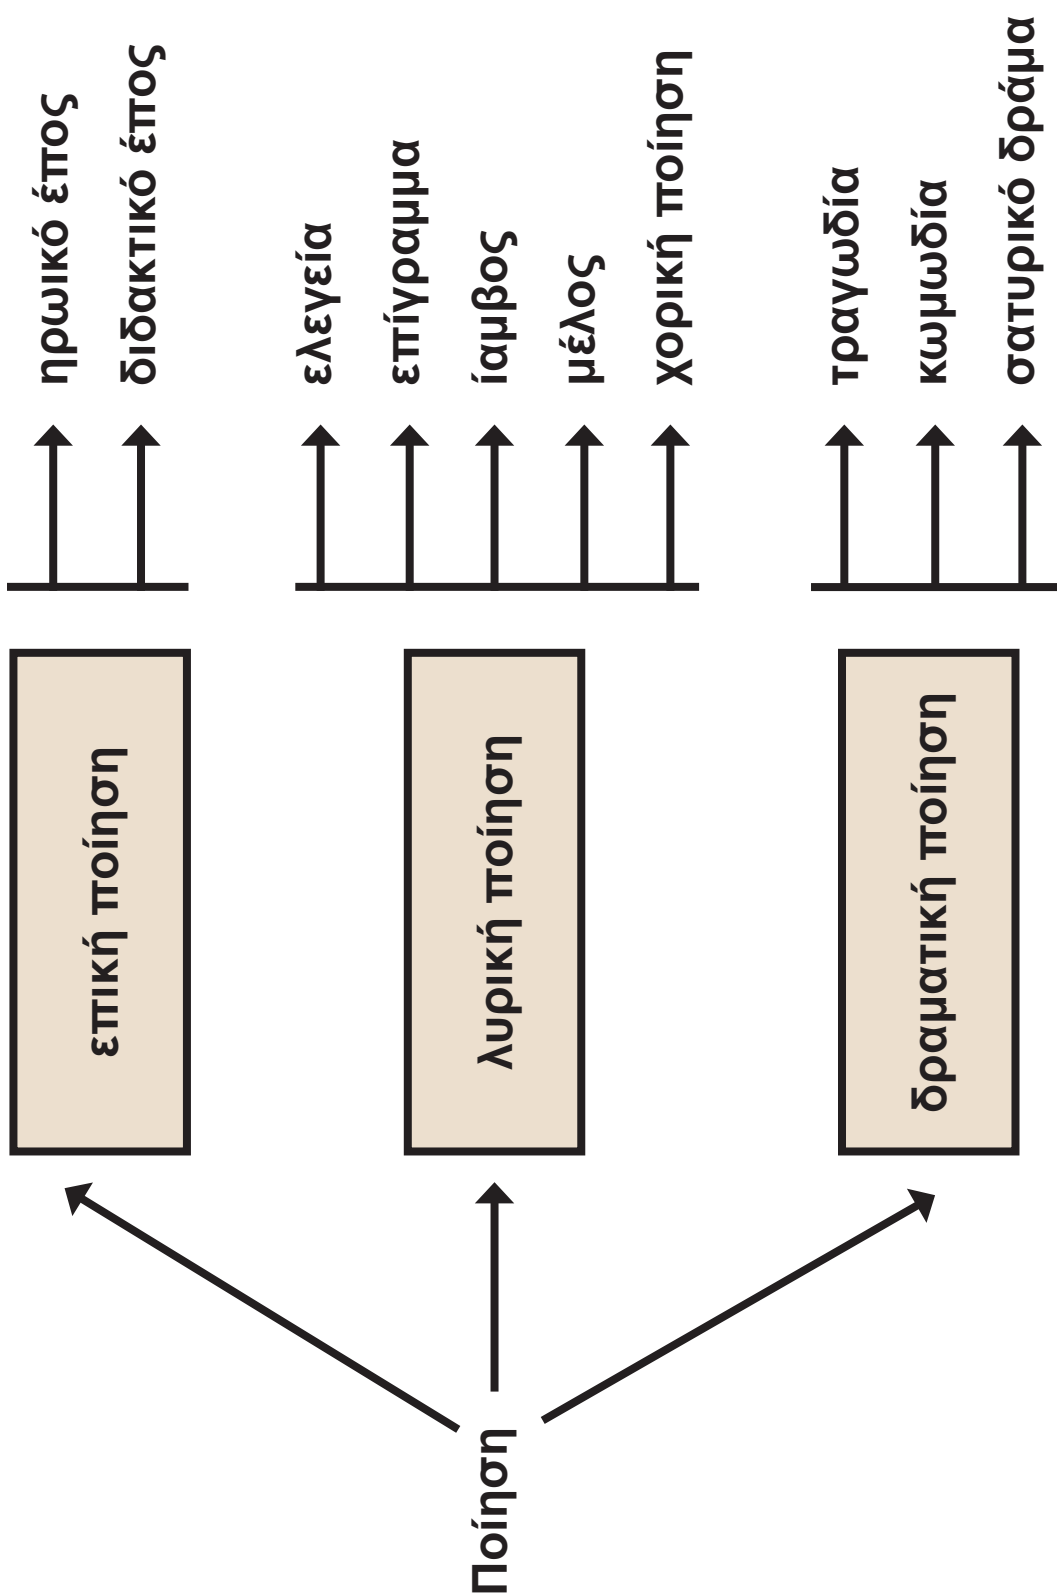 Ποίηση
επική ποίηση
ηρωικό έπος
διδακτικό έπος
λυρική ποίηση
ελεγεία
επίγραμμα
ίαμβος
μέλος
χορική ποίηση
δραματική ποίηση
τραγωδία
κωμωδία
σατυρικό δράμα